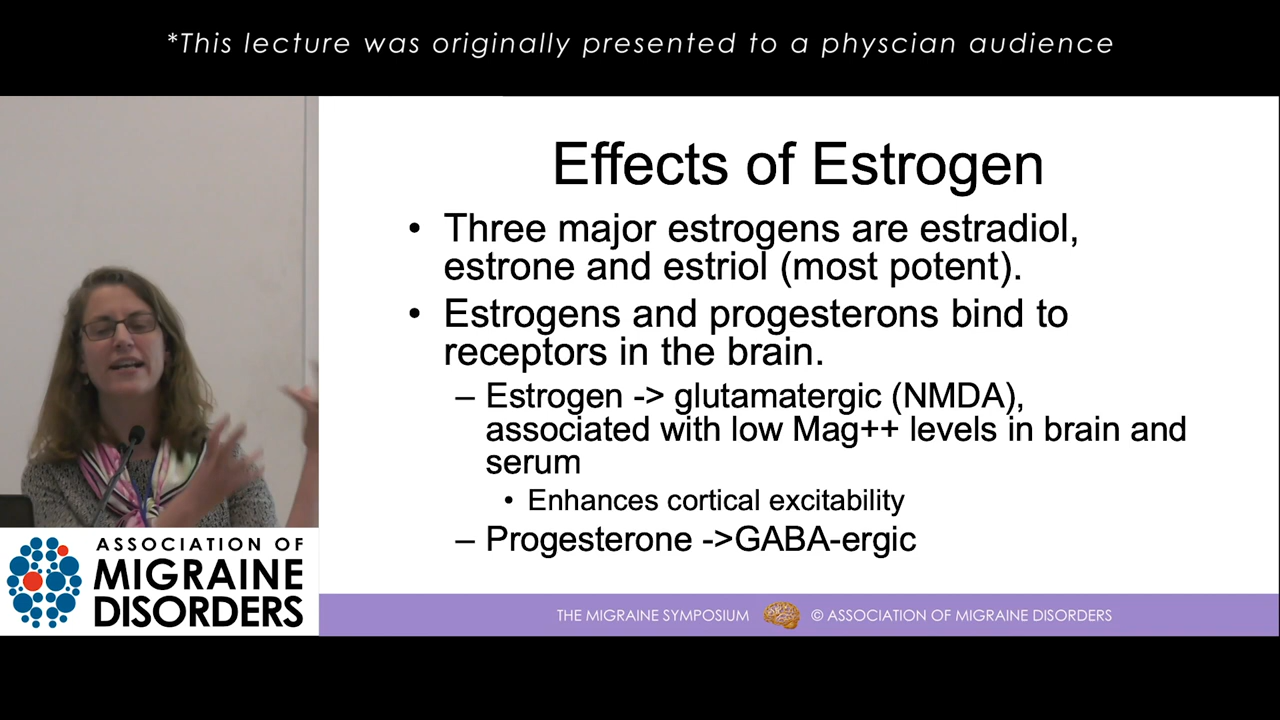 *This lecture was originally presented to a physcian audience
Effects of Estrogen
• Three major estrogens are estradiol,
estrone and estriol (most potent).
• Estrogens and progesterons bind to
receptors in the brain.
– Estrogen -> glutamatergic (NMDA),
associated with low Mag++ levels in brain and
serum
• Enhances cortical excitability
– Progesterone ->GABA-ergic
ASSOCIATION OF
MIGRAINE
DISORDERS
THE MIGRAINE SYMPOSIUM © ASSOCIATION OF MIGRAINE DISORDERS